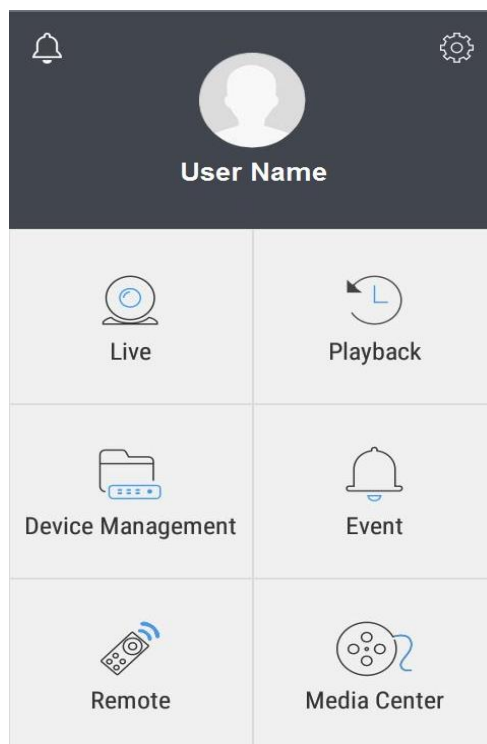 User Name
Live
Playback
Device Management
Event
Remote
Media Center